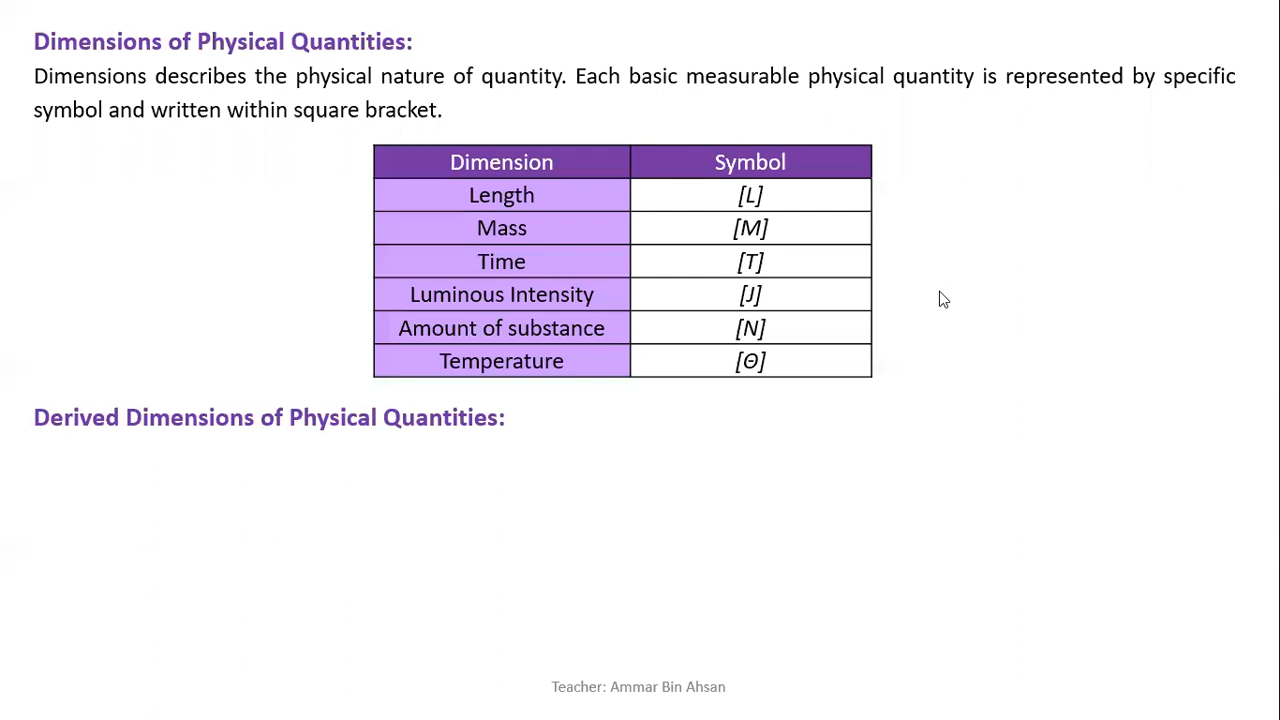 Dimensions of Physical Quantities:
Dimensions describes the physical nature of quantity. Each basic measurable physical quantity is represented by specific
symbol and written within square bracket.
Dimension Symbol
Length [L]
Mass [M]
Time [T]
Luminous Intensity [J]
Amount of substance [N]
Temperature [Θ]
Derived Dimensions of Physical Quantities:
Teacher: Ammar Bin Ahsan